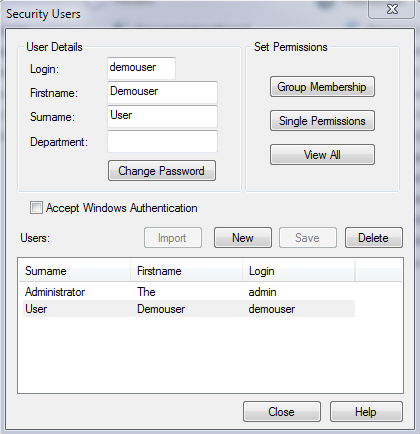 Security Users
User Details
Login: demouser
Firstname: Demouser
Surname: User
Department:
Change Password
Set Permissions
Group Membership
Single Permissions
View All
Accept Windows Authentication
Users: Import New Save Delete
Surname Firstname Login
Administrator The admin
User Demouser demouser
Close Help